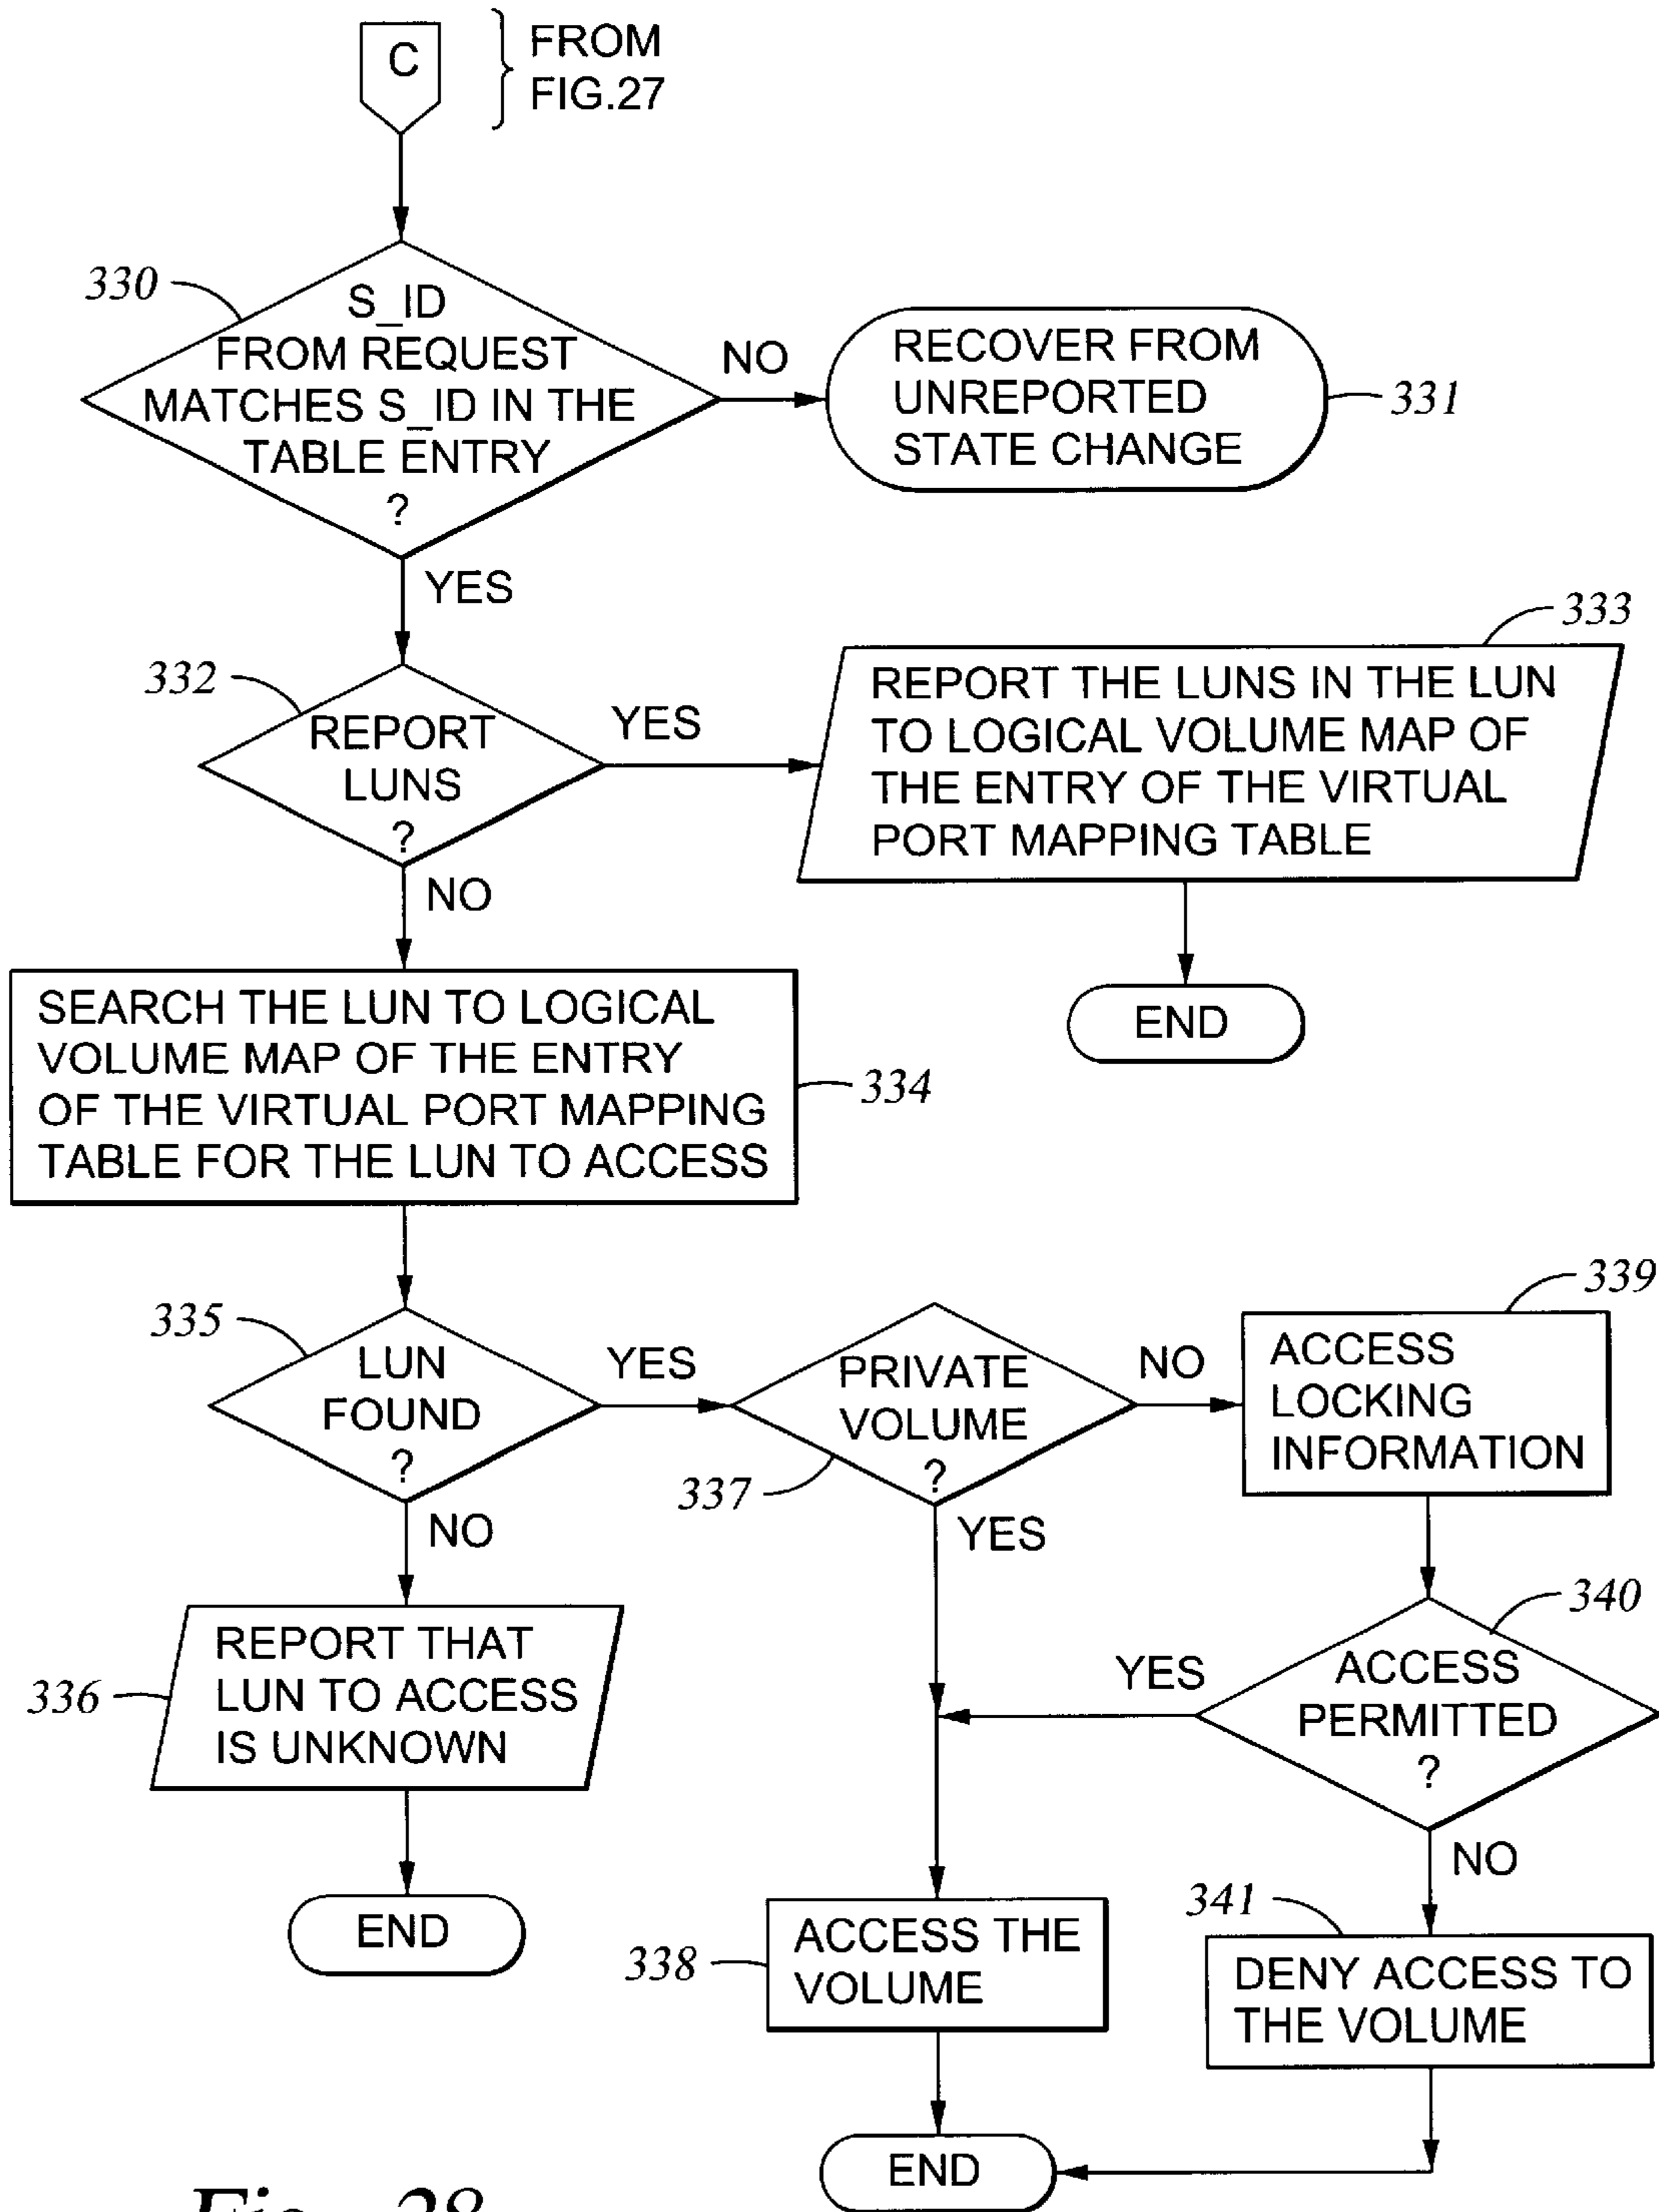 C
FROM
FIG.27
330
S_ID
FROM REQUEST
MATCHES S_ID IN THE
TABLE ENTRY
?
NO
RECOVER FROM
UNREPORTED
STATE CHANGE
331
YES
332
REPORT
LUNS
?
YES
333
REPORT THE LUNS IN THE LUN
TO LOGICAL VOLUME MAP OF
THE ENTRY OF THE VIRTUAL
PORT MAPPING TABLE
END
NO
SEARCH THE LUN TO LOGICAL
VOLUME MAP OF THE ENTRY
OF THE VIRTUAL PORT MAPPING
TABLE FOR THE LUN TO ACCESS
334
335
LUN
FOUND
?
YES
PRIVATE
VOLUME
?
337
NO
339
ACCESS
LOCKING
INFORMATION
NO
336
REPORT THAT
LUN TO ACCESS
IS UNKNOWN
END
YES
340
ACCESS
PERMITTED
?
YES
NO
338
ACCESS THE
VOLUME
341
DENY ACCESS TO
THE VOLUME
END
Fig. 28